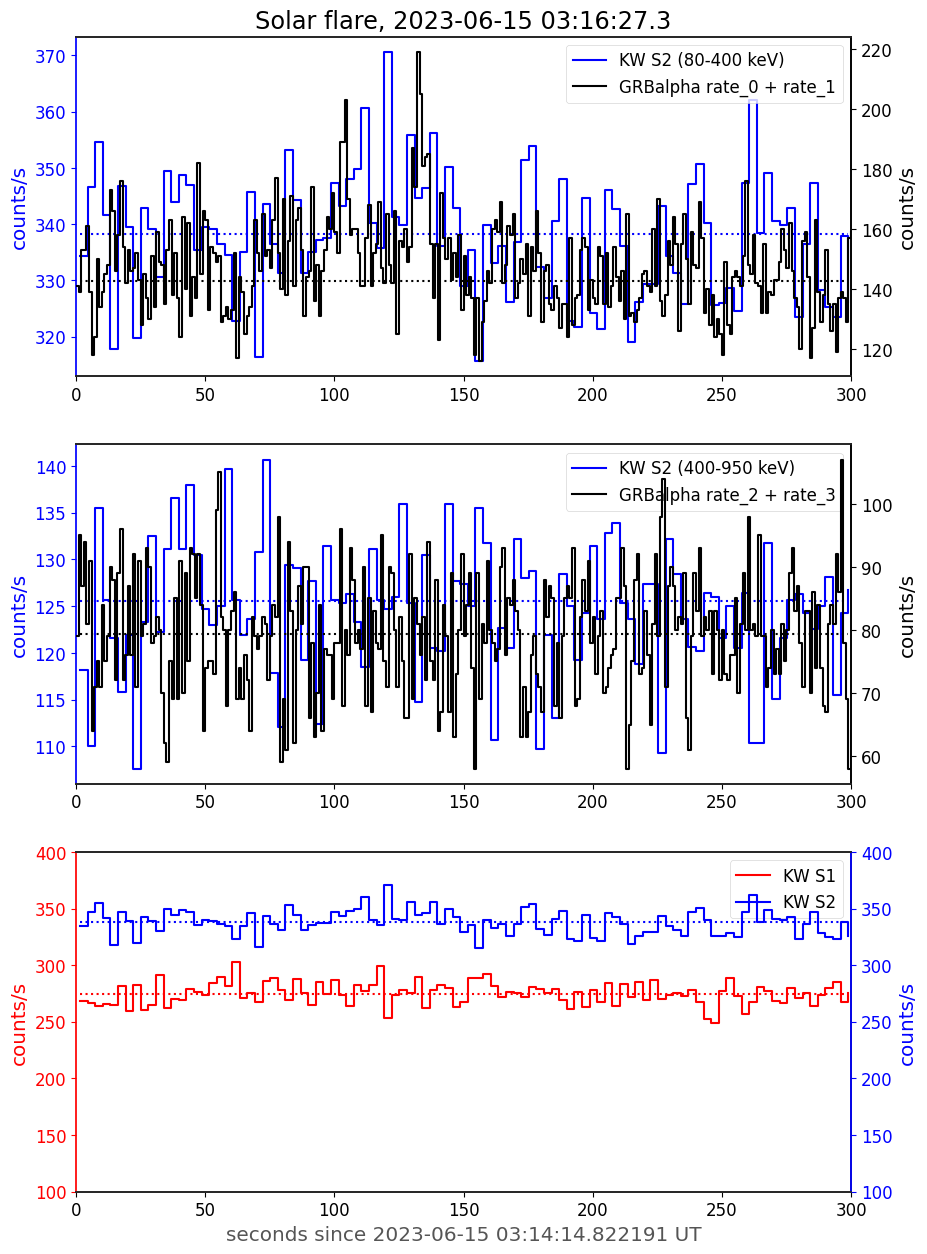 Solar flare, 2023-06-15 03:16:27.3
KW S2 (80-400 keV)
GRBalpha rate_0 + rate_1
counts/s
370
360
350
340
330
320
220
200
180
160
140
120
counts/s
0 50 100 150 200 250 300
KW S2 (400-950 keV)
GRBalpha rate_2 + rate_3
counts/s
140
135
130
125
120
115
110
100
90
80
70
60
counts/s
0 50 100 150 200 250 300
KW S1
KW S2
counts/s
400
350
300
250
200
150
100
400
350
300
250
200
150
100
counts/s
0 50 100 150 200 250 300
seconds since 2023-06-15 03:14:14.822191 UT